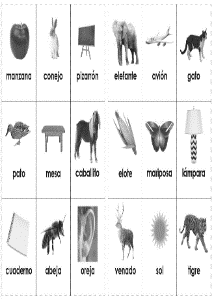 manzana conejo pizarrón elefante avión gato
pato mesa caballito elote mariposa lámpara
cuaderno abeja oreja venado sol tigre